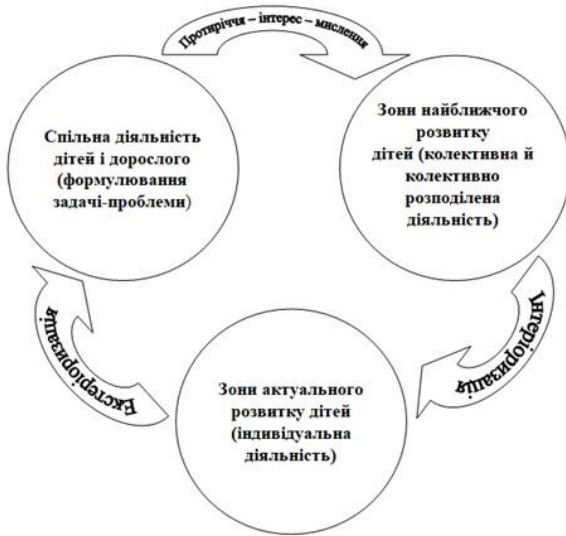 Протиріччя – інтерес – мислення
Спільна діяльність
дітей і дорослого
(формулювання
задачі-проблеми)
Зони найближчого
розвитку
дітей (колективна й
колективно
розподілена
діяльність)
Інтеріоризація
Зони актуального
розвитку дітей
(індивідуальна
діяльність)
Екстеріоризація